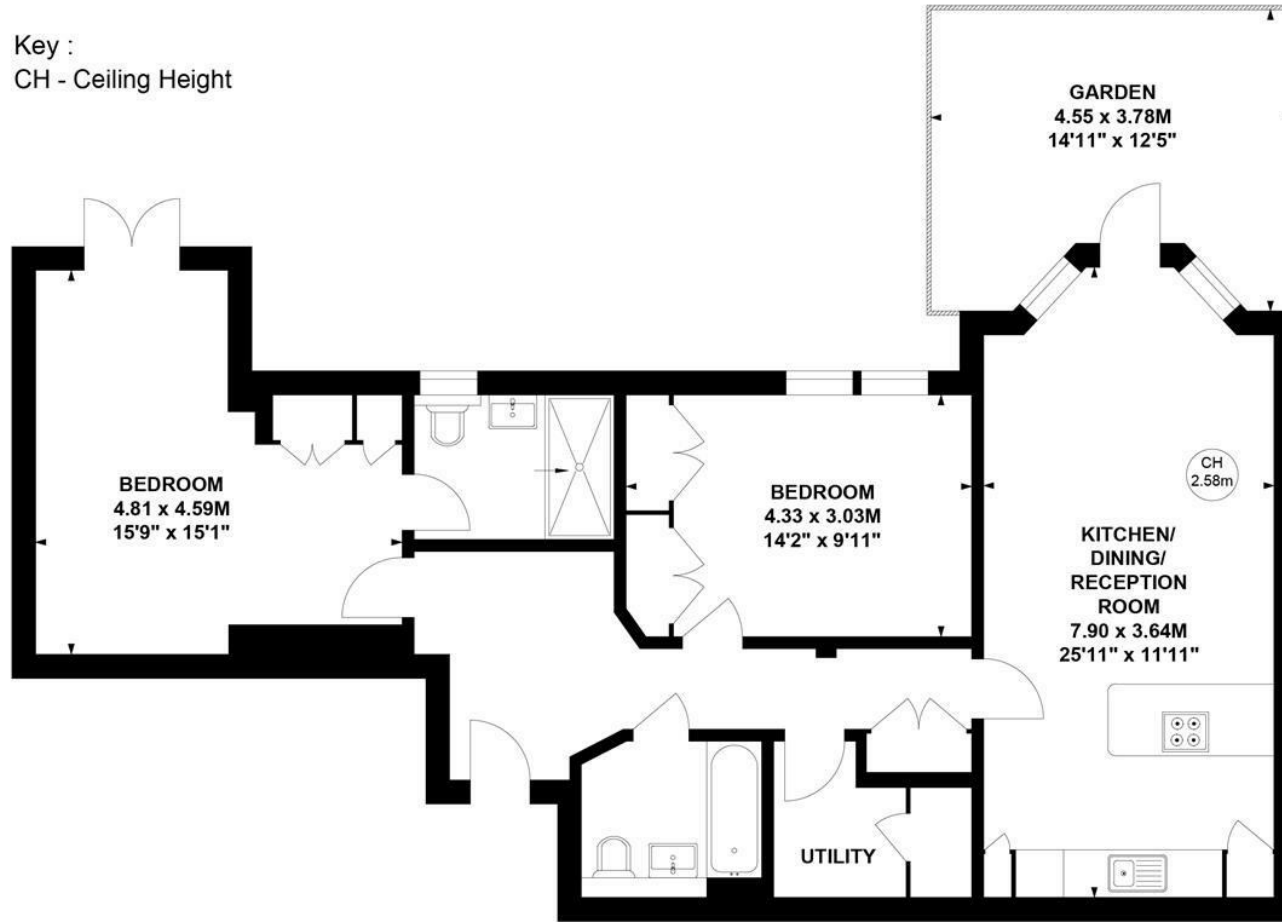 Key :
CH - Ceiling Height
GARDEN
4.55 x 3.78M
14'11" x 12'5"
BEDROOM
4.81 x 4.59M
15'9" x 15'1"
BEDROOM
4.33 x 3.03M
14'2" x 9'11"
CH
2.58m
KITCHEN/
DINING/
RECEPTION
ROOM
7.90 x 3.64M
25'11" x 11'11"
UTILITY